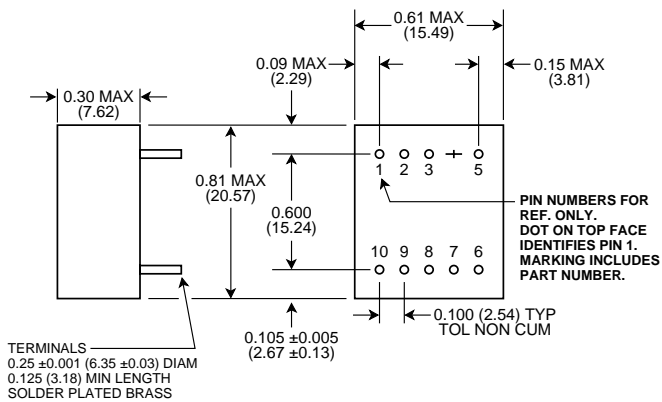 0.61 MAX
(15.49)
0.09 MAX
(2.29)
0.15 MAX
(3.81)
0.30 MAX
(7.62)
0.81 MAX
(20.57)
0.600
(15.24)
1 2 3 5
PIN NUMBERS FOR
REF. ONLY.
DOT ON TOP FACE
IDENTIFIES PIN 1.
MARKING INCLUDES
PART NUMBER.
10 9 8 7 6
0.100 (2.54) TYP
TOL NON CUM
0.105 ±0.005
(2.67 ±0.13)
TERMINALS
0.25 ±0.001 (6.35 ±0.03) DIAM
0.125 (3.18) MIN LENGTH
SOLDER PLATED BRASS